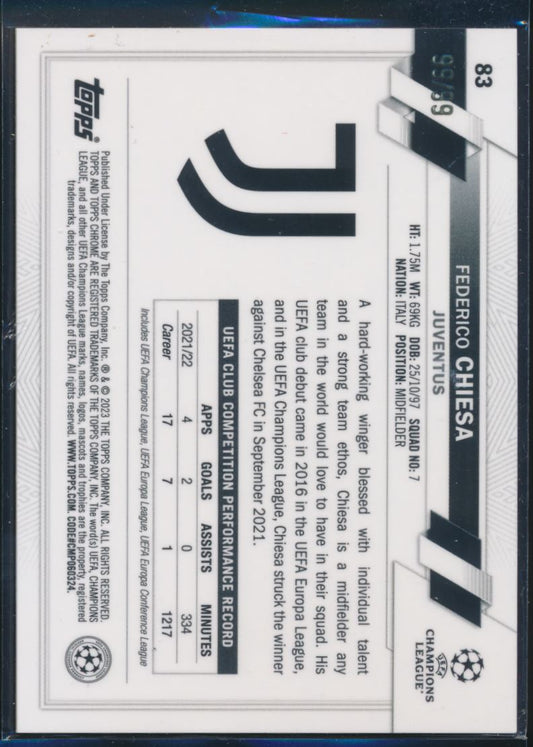 83
99/99
FEDERICO CHIESA
JUVENTUS
HT: 1.75M WT: 69KG DOB: 25/10/97 SQUAD NO: 7
NATION: ITALY POSITION: MIDFIELDER
UEFA
CHAMPIONS
LEAGUE
A hard-working winger blessed with individual talent
and a strong team ethos, Chiesa is a midfielder any
team in the world would love to have in their squad. His
UEFA club debut came in 2016 in the UEFA Europa League,
and in the UEFA Champions League, Chiesa struck the winner
against Chelsea FC in September 2021.
UEFA CLUB COMPETITION PERFORMANCE RECORD
APPS GOALS ASSISTS MINUTES
2021/22 4 2 0 334
Career 17 7 1 1217
Includes UEFA Champions League, UEFA Europa League, UEFA Europa Conference League
topps
Published Under License by The Topps Company, Inc. ® & © 2023 THE TOPPS COMPANY, INC. ALL RIGHTS RESERVED.
TOPPS AND TOPPS CHROME ARE REGISTERED TRADEMARKS OF THE TOPPS COMPANY, INC. The word(s) UEFA, CHAMPIONS
LEAGUE, and all other UEFA Champions League marks, names, logos, mascots and trophies are the property, registered
trademarks, designs and/or copyright of UEFA. All rights reserved. WWW.TOPPS.COM. CODE#CMP060324.